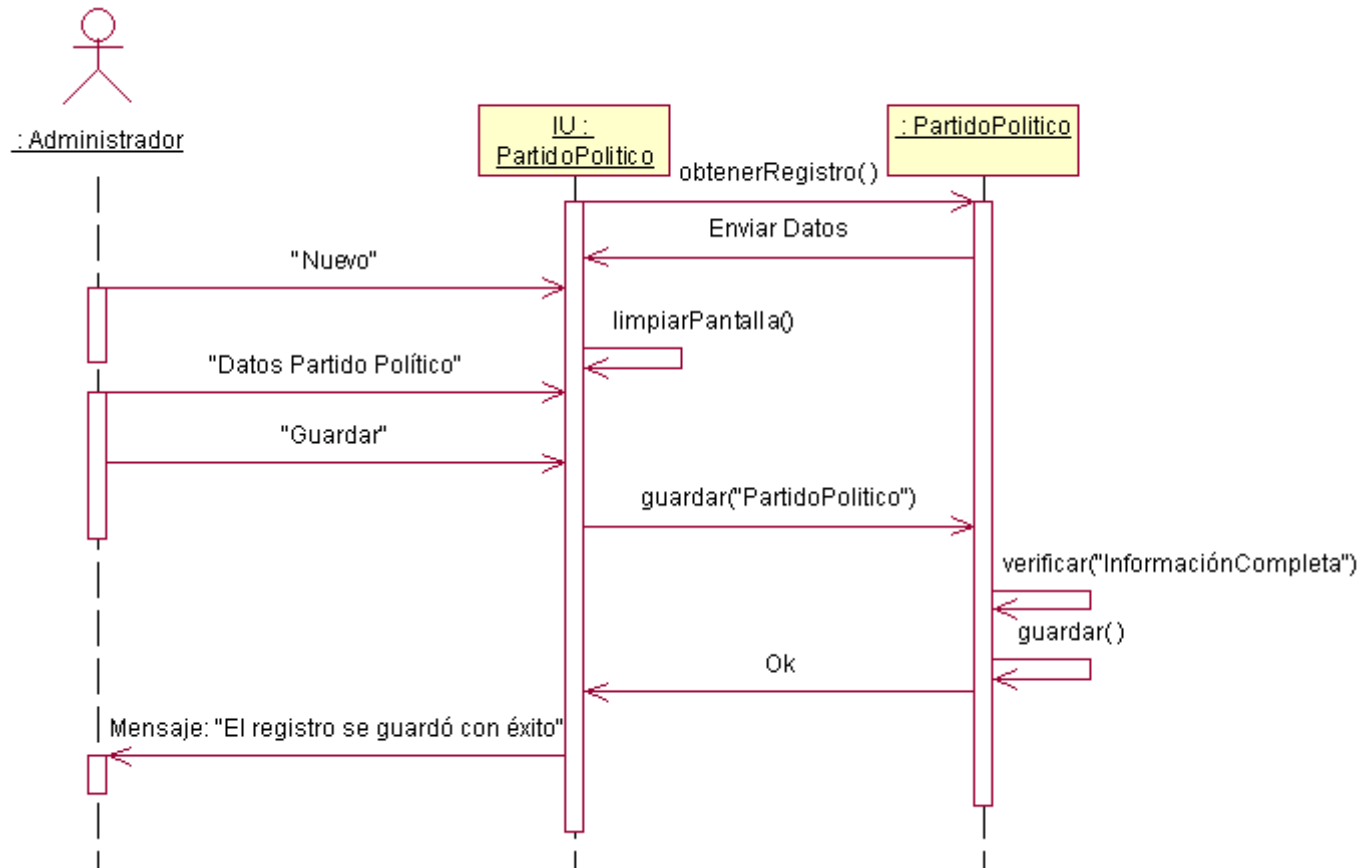 : Administrador
IU :
PartidoPolitico
: PartidoPolitico
obtenerRegistro( )
Enviar Datos
"Nuevo"
limpiarPantalla()
"Datos Partido Político"
"Guardar"
guardar("PartidoPolitico")
verificar("InformaciónCompleta")
guardar( )
Ok
Mensaje: "El registro se guardó con éxito"